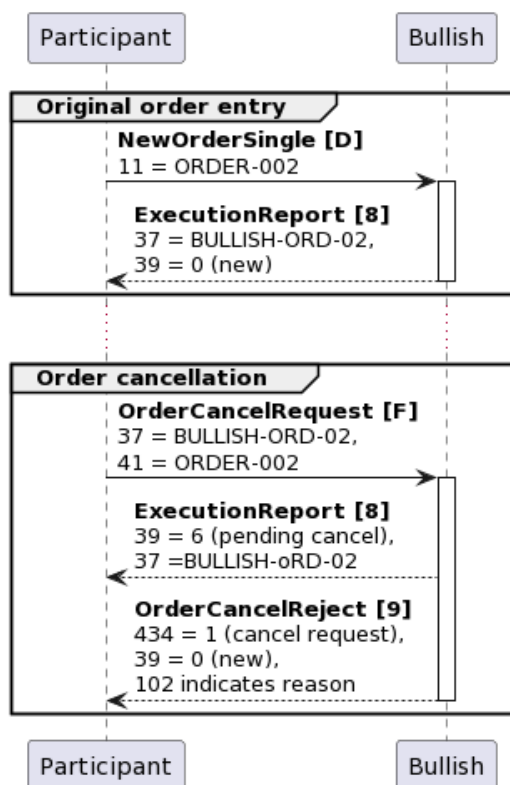 Participant
Bullish
Original order entry
NewOrderSingle [D]
11 = ORDER-002
ExecutionReport [8]
37 = BULLISH-ORD-02,
39 = 0 (new)
Order cancellation
OrderCancelRequest [F]
37 = BULLISH-ORD-02,
41 = ORDER-002
ExecutionReport [8]
39 = 6 (pending cancel),
37 =BULLISH-oRD-02
OrderCancelReject [9]
434 = 1 (cancel request),
39 = 0 (new),
102 indicates reason
Participant
Bullish